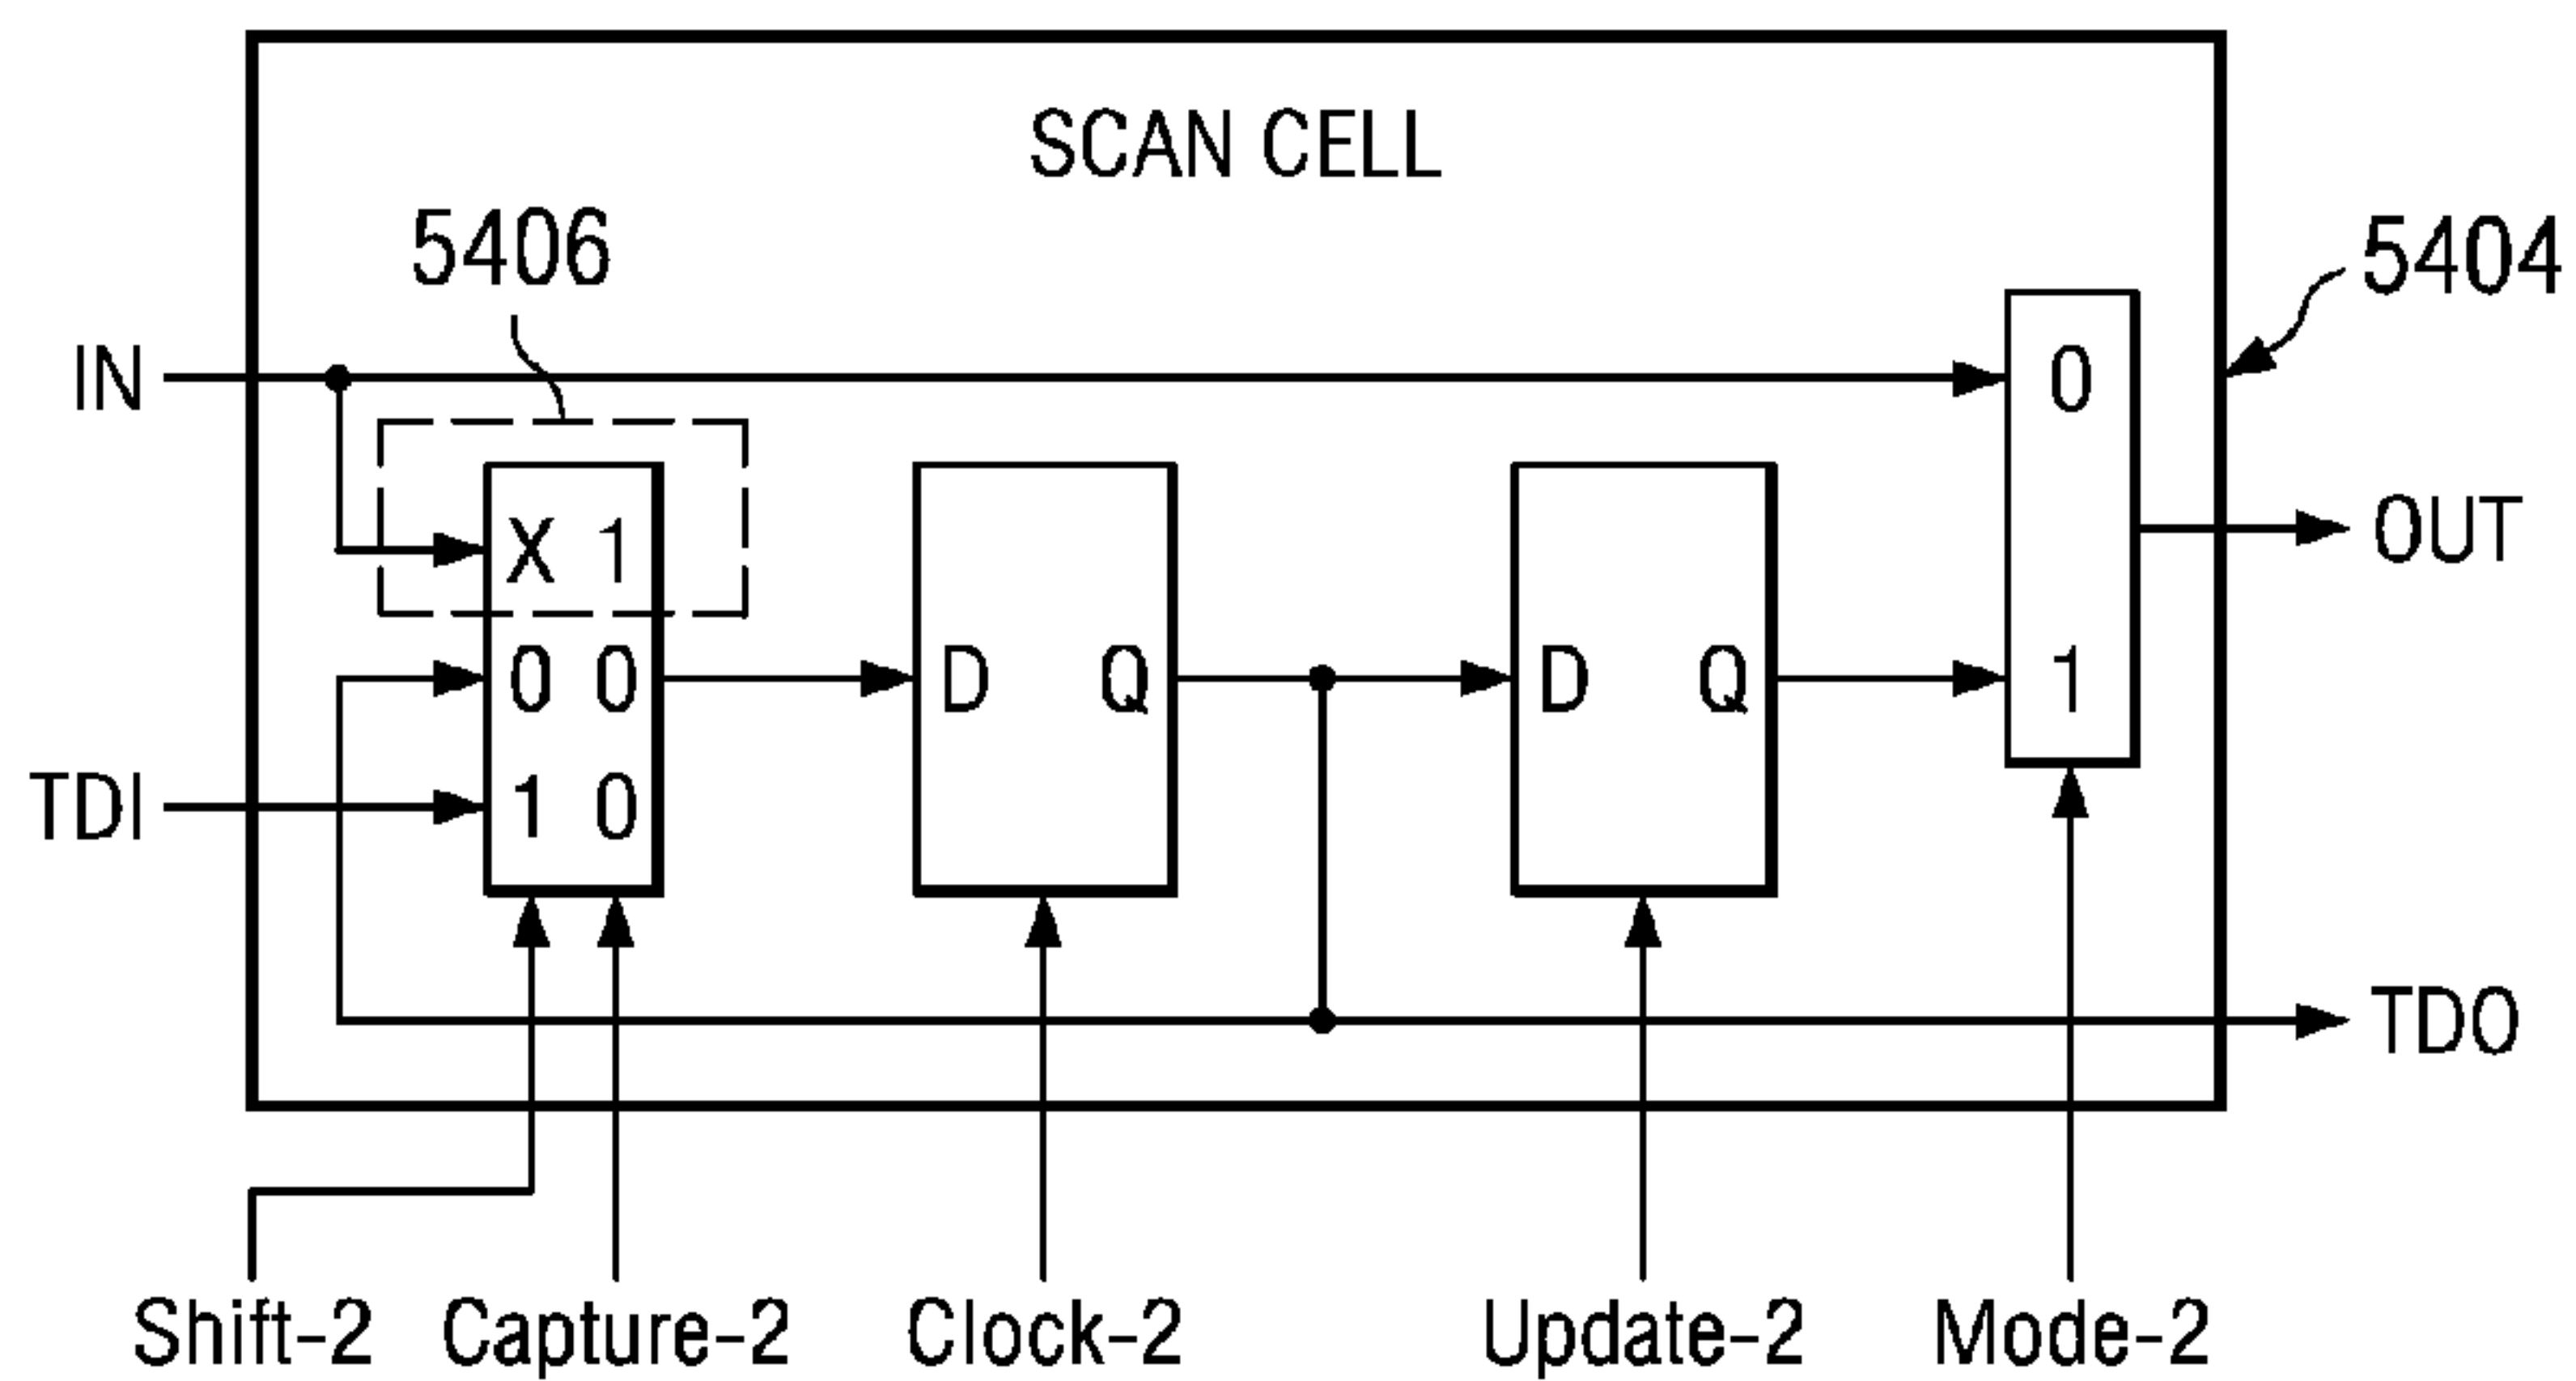 SCAN CELL
5406
5404
IN
0
X 1
OUT
0 0
D Q
D Q
1
TDI
1 0
TDO
Shift-2
Capture-2
Clock-2
Update-2
Mode-2